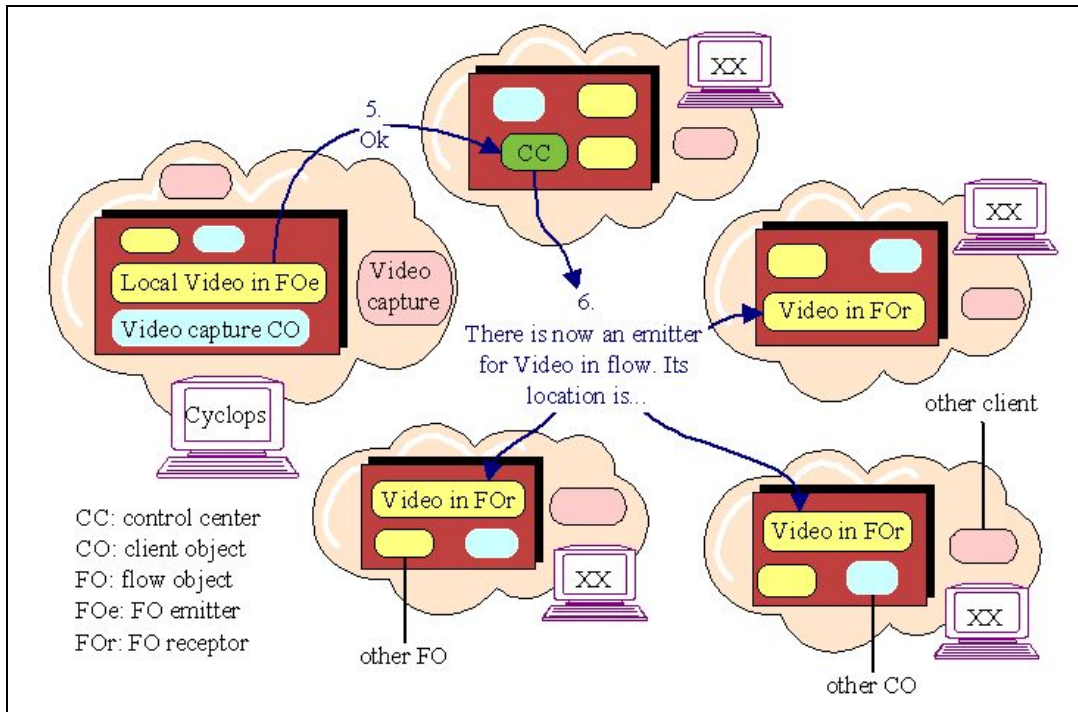 XX
5.
Ok
CC
XX
Local Video in FOe
Video capture CO
Video
capture
Video in FOr
6.
There is now an emitter
for Video in flow. Its
location is...
Cyclops
other client
Video in FOr
Video in FOr
CC: control center
CO: client object
FO: flow object
FOe: FO emitter
FOr: FO receptor
XX
XX
other FO
other CO